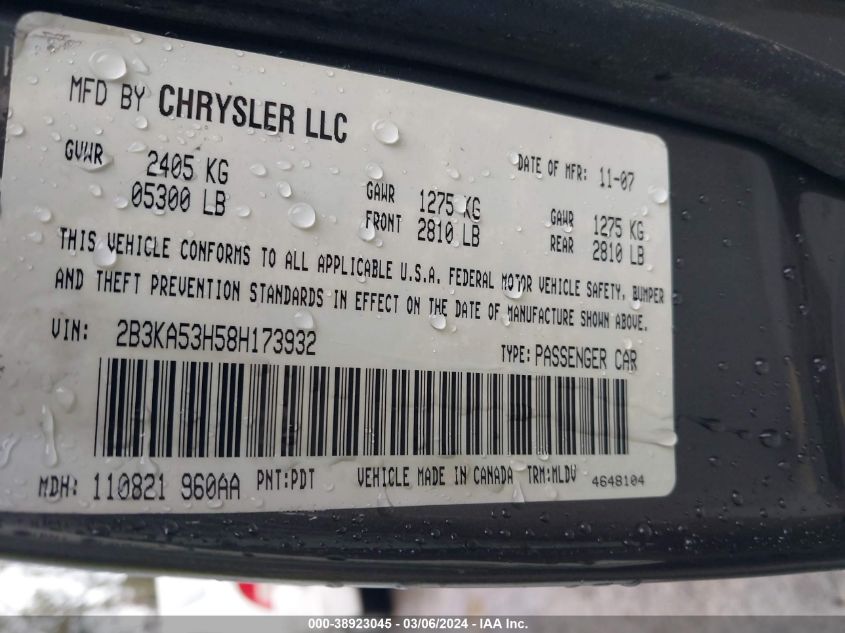 MFD BY CHRYSLER LLC
DATE OF MFR: 11-07
GVWR 2405 KG
05300 LB
GAWR FRONT 1275 KG
2810 LB
GAWR REAR 1275 KG
2810 LB
THIS VEHICLE CONFORMS TO ALL APPLICABLE U.S.A. FEDERAL MOTOR VEHICLE SAFETY, BUMPER
AND THEFT PREVENTION STANDARDS IN EFFECT ON THE DATE OF MANUFACTURE SHOWN ABOVE.
VIN: 2B3KA53H58H173932
TYPE: PASSENGER CAR
MDH: 110821 960AA PNT:PDT VEHICLE MADE IN CANADA TRM:MLDV 4648104
000-38923045 - 03/06/2024 - IAA Inc.